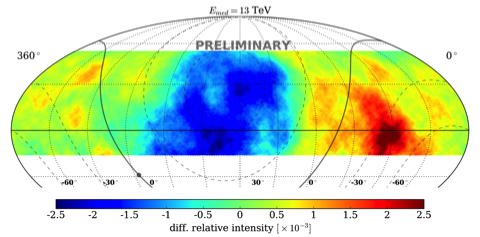 E_med = 13 TeV
PRELIMINARY
360° 0°
-60 -30 0 30 0 -30 -60
-2.5 -2 -1.5 -1 -0.5 0 0.5 1 1.5 2 2.5
diff. relative intensity [ × 10⁻³]